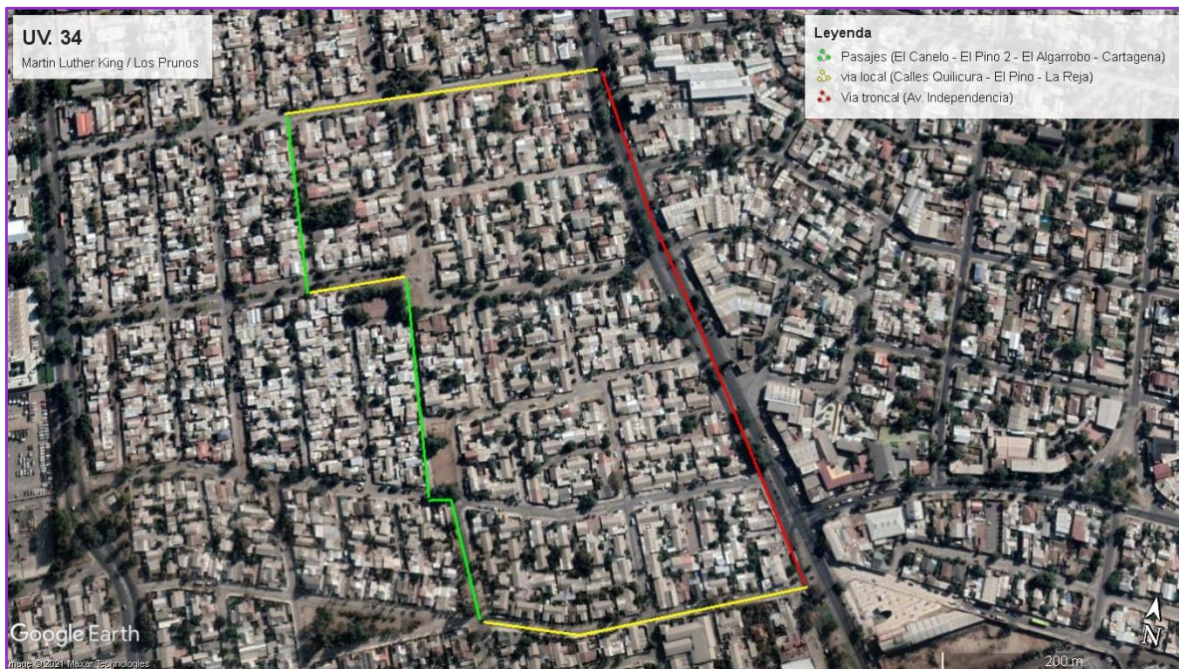 UV. 34
Martin Luther King / Los Prunos
Leyenda
Pasajes (El Canelo - El Pino 2 - El Algarrobo - Cartagena)
via local (Calles Quilicura - El Pino - La Reja)
Via troncal (Av. Independencia)
Google Earth
Image © 2021 Maxar Technologies
N
200 m